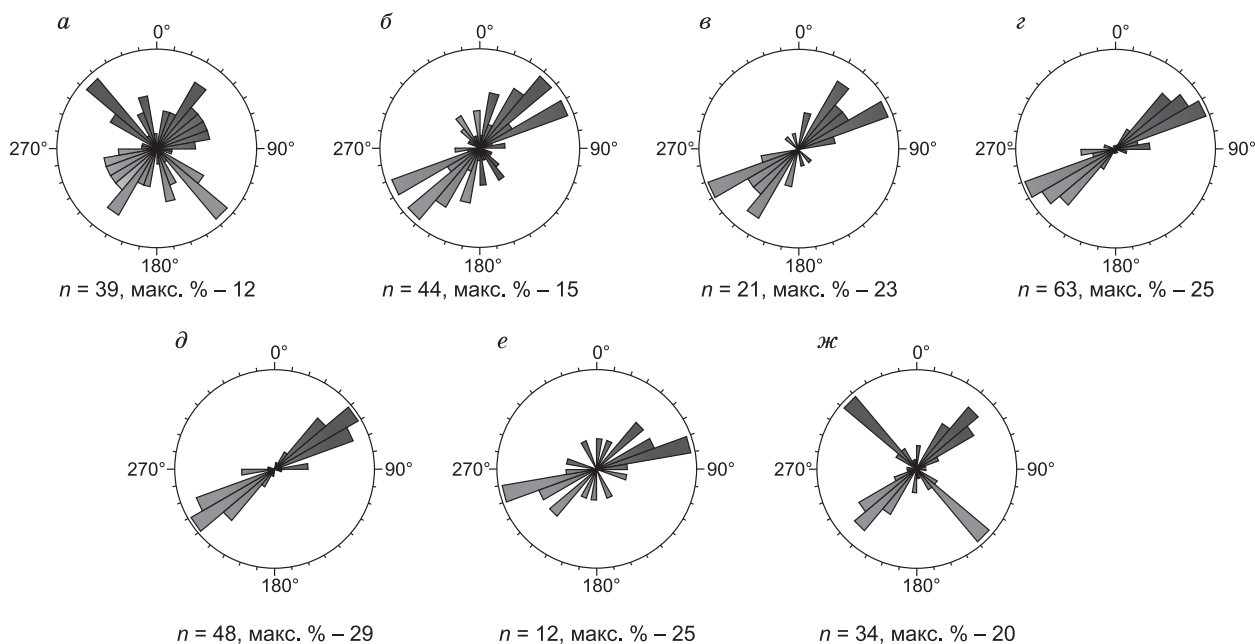 а б в г
0° 0° 0° 0°
270° 90° 270° 90° 270° 90° 270° 90°
180° 180° 180° 180°
n = 39, макс. % – 12 n = 44, макс. % – 15 n = 21, макс. % – 23 n = 63, макс. % – 25
д е ж
0° 0° 0°
270° 90° 270° 90° 270° 90°
180° 180° 180°
n = 48, макс. % – 29 n = 12, макс. % – 25 n = 34, макс. % – 20